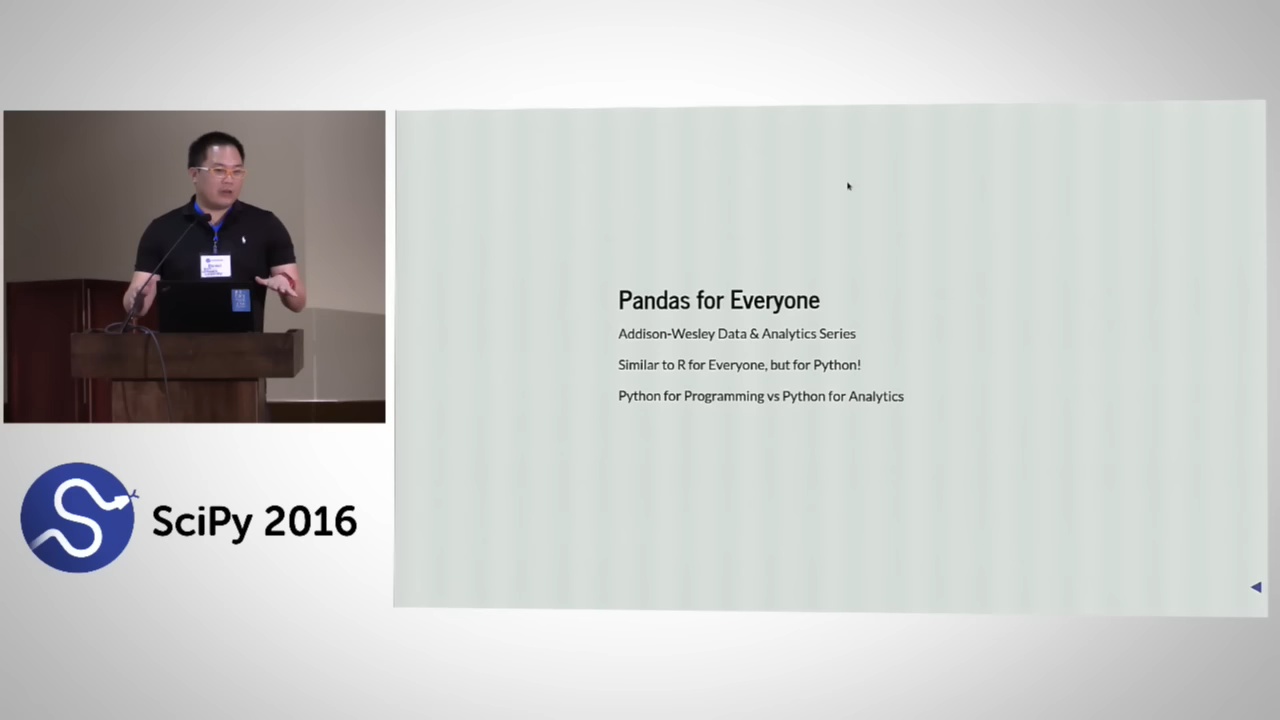 Pandas for Everyone
Addison-Wesley Data & Analytics Series
Similar to R for Everyone, but for Python!
Python for Programming vs Python for Analytics
SciPy 2016